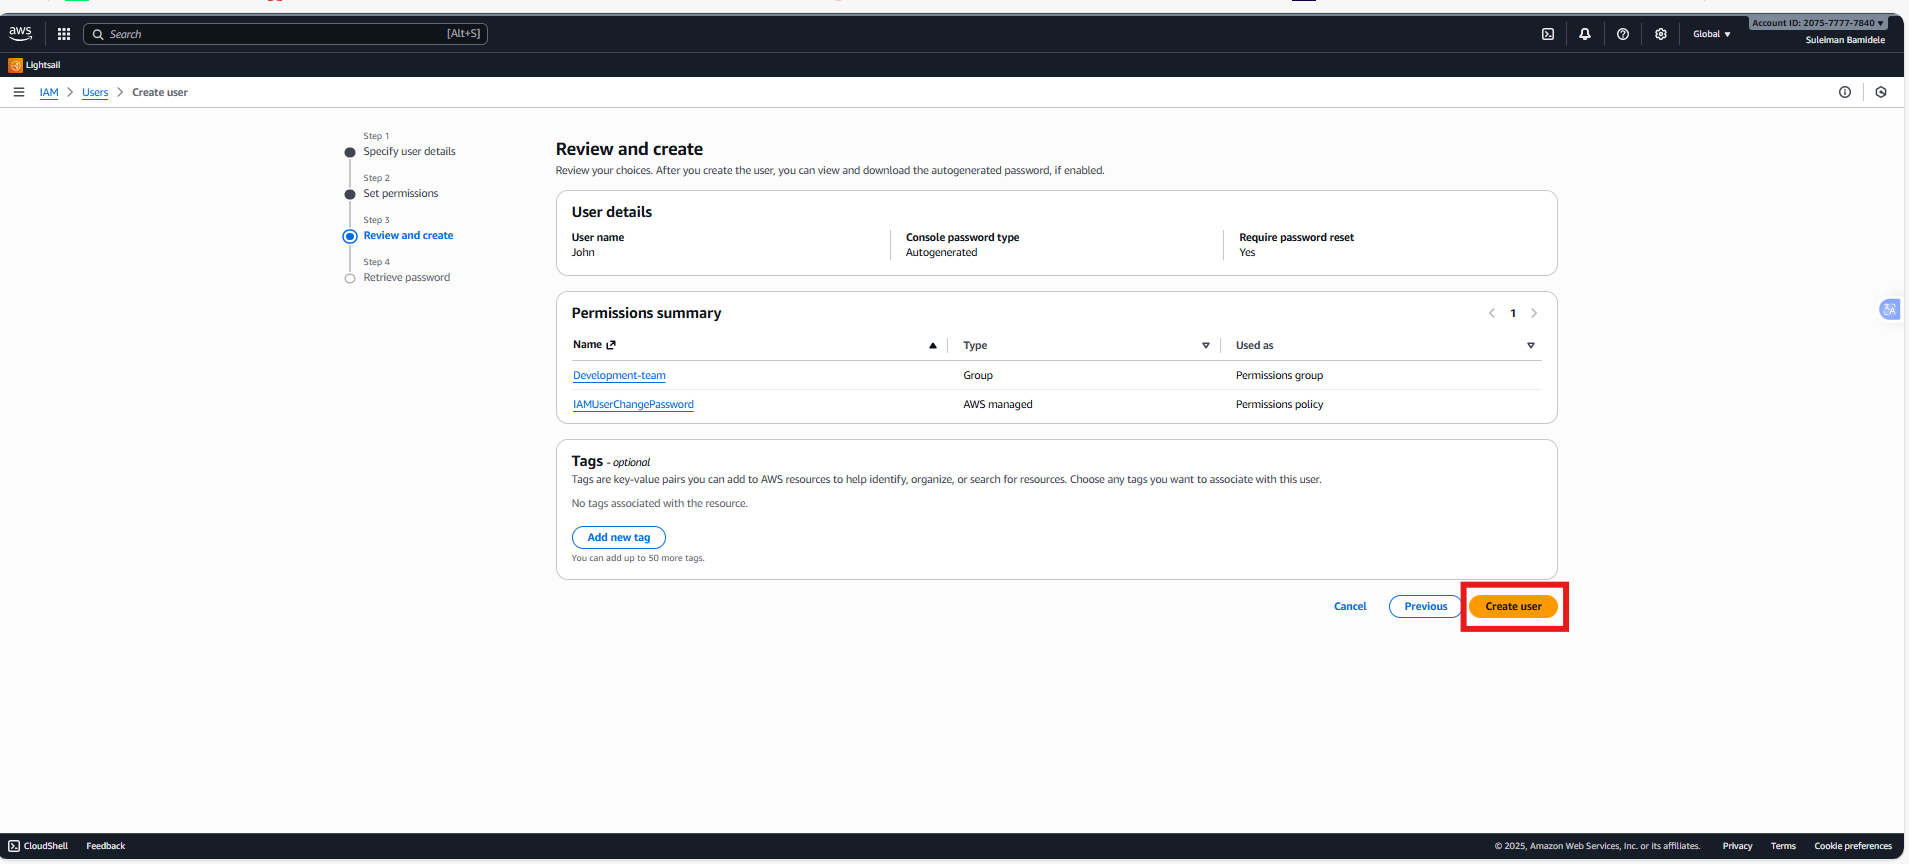 aws
Search
[Alt+S]
Global
Account ID: 2075-7777-7840
Suleiman Bamidele
Lightsail
IAM
Users
Create user
Step 1
Specify user details
Step 2
Set permissions
Step 3
Review and create
Step 4
Retrieve password
Review and create
Review your choices. After you create the user, you can view and download the autogenerated password, if enabled.
User details
User name
John
Console password type
Autogenerated
Require password reset
Yes
Permissions summary
1
Name
Type
Used as
Development-team
Group
Permissions group
IAMUserChangePassword
AWS managed
Permissions policy
Tags - optional
Tags are key-value pairs you can add to AWS resources to help identify, organize, or search for resources. Choose any tags you want to associate with this user.
No tags associated with the resource.
Add new tag
You can add up to 50 more tags.
Cancel
Previous
Create user
CloudShell
Feedback
© 2025, Amazon Web Services, Inc. or its affiliates.
Privacy
Terms
Cookie preferences